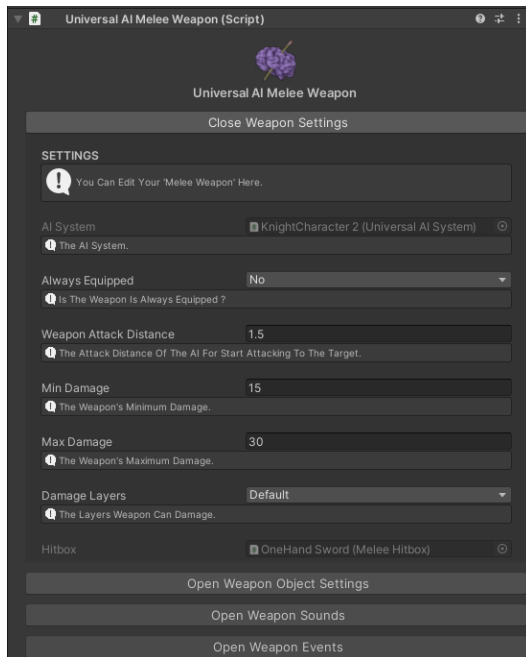 Universal AI Melee Weapon (Script)
Universal AI Melee Weapon
Close Weapon Settings
SETTINGS
You Can Edit Your 'Melee Weapon' Here.
AI System
KnightCharacter 2 (Universal AI System)
The AI System.
Always Equipped
No
Is The Weapon Is Always Equipped ?
Weapon Attack Distance
1.5
The Attack Distance Of The AI For Start Attacking To The Target.
Min Damage
15
The Weapon's Minimum Damage.
Max Damage
30
The Weapon's Maximum Damage.
Damage Layers
Default
The Layers Weapon Can Damage.
Hitbox
OneHand Sword (Melee Hitbox)
Open Weapon Object Settings
Open Weapon Sounds
Open Weapon Events